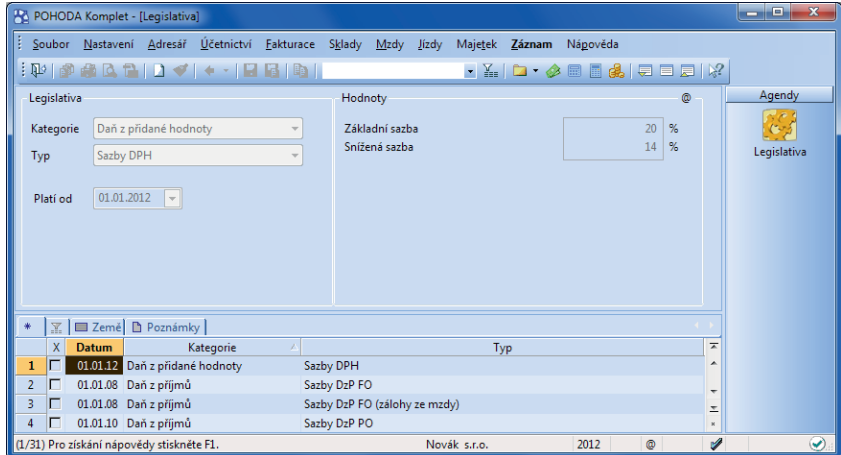 POHODA Komplet - [Legislativa]
Soubor Nastavení Adresář Účetnictví Fakturace Sklady Mzdy Jízdy Majetek Záznam Nápověda
Legislativa
Kategorie Daň z přidané hodnoty
Typ Sazby DPH
Platí od 01.01.2012
Hodnoty @
Základní sazba 20 %
Snížená sazba 14 %
Agendy
Legislativa
* Země Poznámky
X Datum Kategorie Typ
1 01.01.12 Daň z přidané hodnoty Sazby DPH
2 01.01.08 Daň z příjmů Sazby DzP FO
3 01.01.08 Daň z příjmů Sazby DzP FO (zálohy ze mzdy)
4 01.01.10 Daň z příjmů Sazby DzP PO
(1/31) Pro získání nápovědy stiskněte F1. Novák s.r.o. 2012 @